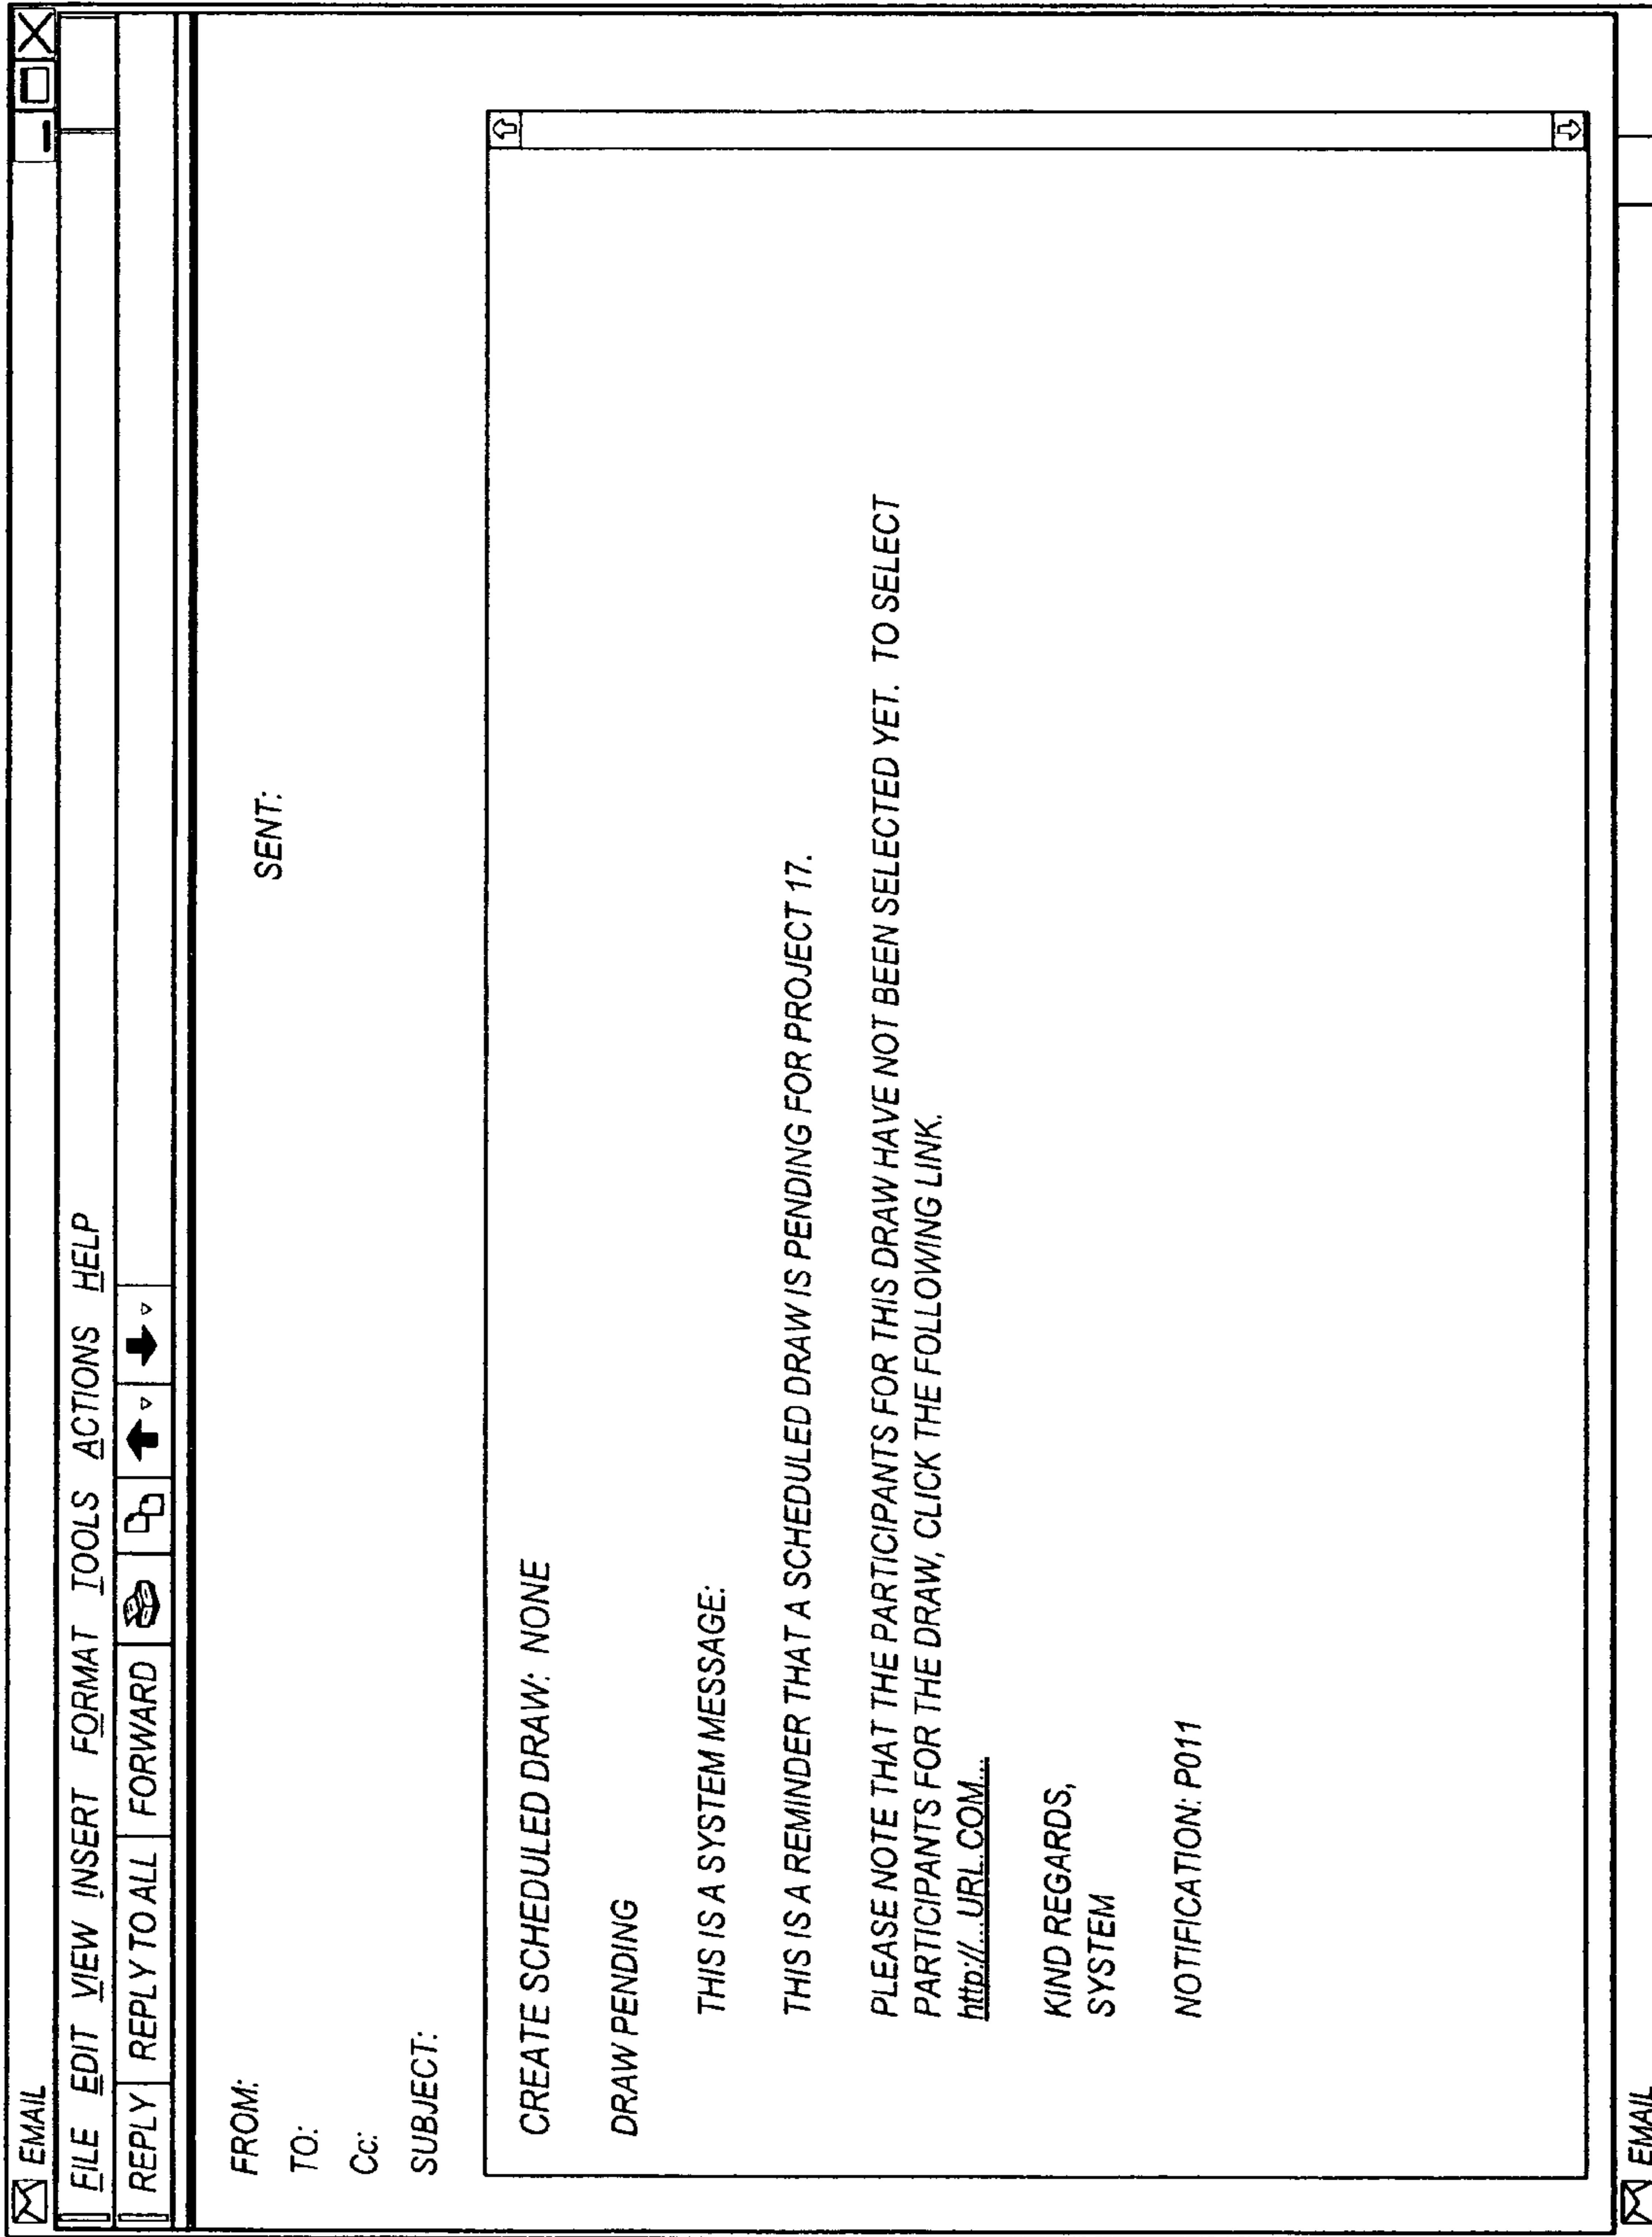 EMAIL
FILE EDIT VIEW INSERT FORMAT TOOLS ACTIONS HELP
REPLY REPLY TO ALL FORWARD
FROM:
SENT:
TO:
Cc:
SUBJECT:
CREATE SCHEDULED DRAW: NONE
DRAW PENDING
THIS IS A SYSTEM MESSAGE:
THIS IS A REMINDER THAT A SCHEDULED DRAW IS PENDING FOR PROJECT 17.
PLEASE NOTE THAT THE PARTICIPANTS FOR THIS DRAW HAVE NOT BEEN SELECTED YET. TO SELECT
PARTICIPANTS FOR THE DRAW, CLICK THE FOLLOWING LINK.
http://...URL.COM...
KIND REGARDS,
SYSTEM
NOTIFICATION: P011
EMAIL